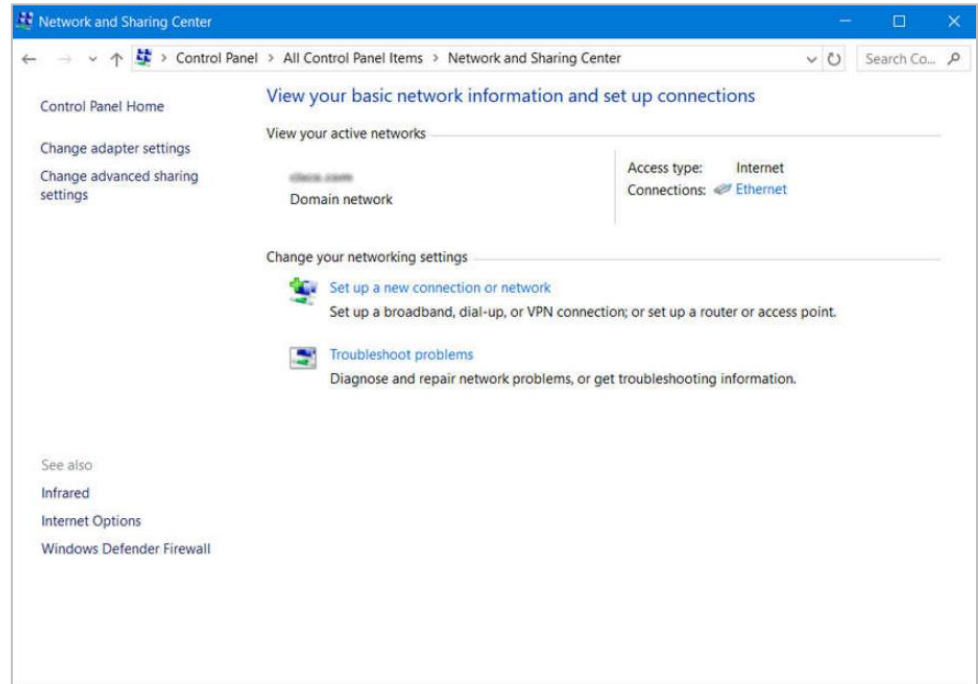 Network and Sharing Center
Control Panel > All Control Panel Items > Network and Sharing Center
Search Co...
Control Panel Home
Change adapter settings
Change advanced sharing
settings
View your basic network information and set up connections
View your active networks
Domain network
Access type: Internet
Connections: Ethernet
Change your networking settings
Set up a new connection or network
Set up a broadband, dial-up, or VPN connection; or set up a router or access point.
Troubleshoot problems
Diagnose and repair network problems, or get troubleshooting information.
See also
Infrared
Internet Options
Windows Defender Firewall